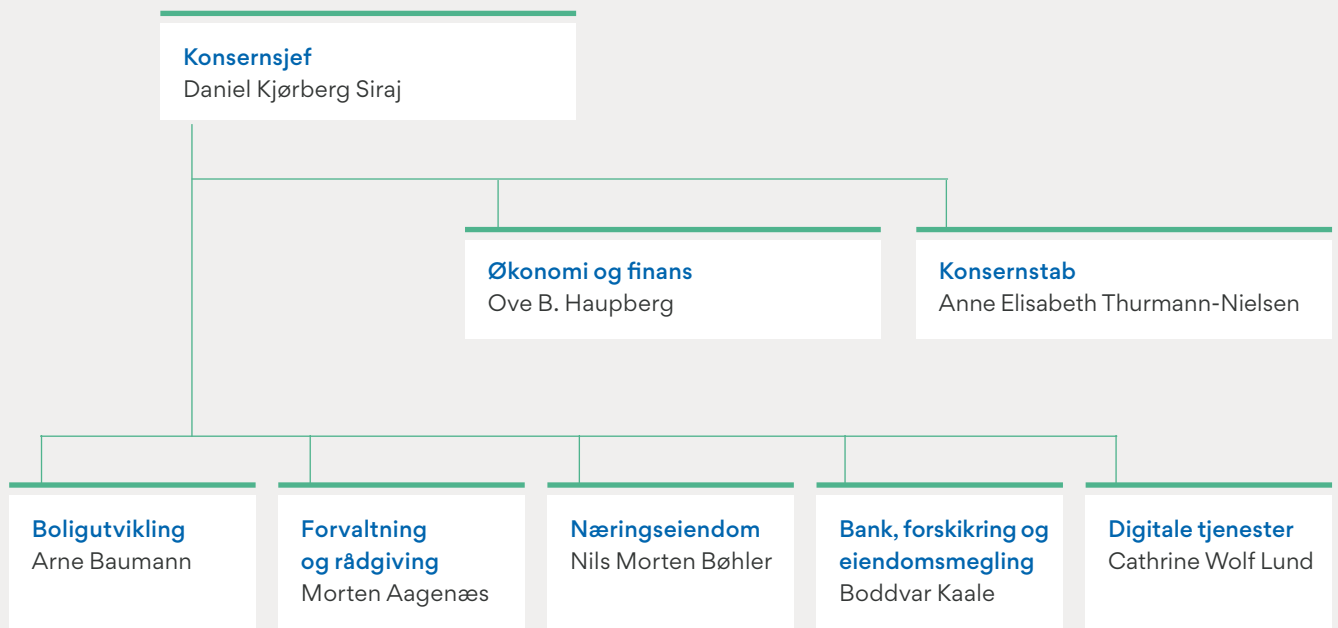 Konsernsjef
Daniel Kjørberg Siraj
Økonomi og finans
Ove B. Haupberg
Konsernstab
Anne Elisabeth Thurmann-Nielsen
Boligutvikling
Arne Baumann
Forvaltning
og rådgiving
Morten Aagenæs
Næringseiendom
Nils Morten Bøhler
Bank, forskikring og
eiendomsmegling
Boddvar Kaale
Digitale tjenester
Cathrine Wolf Lund